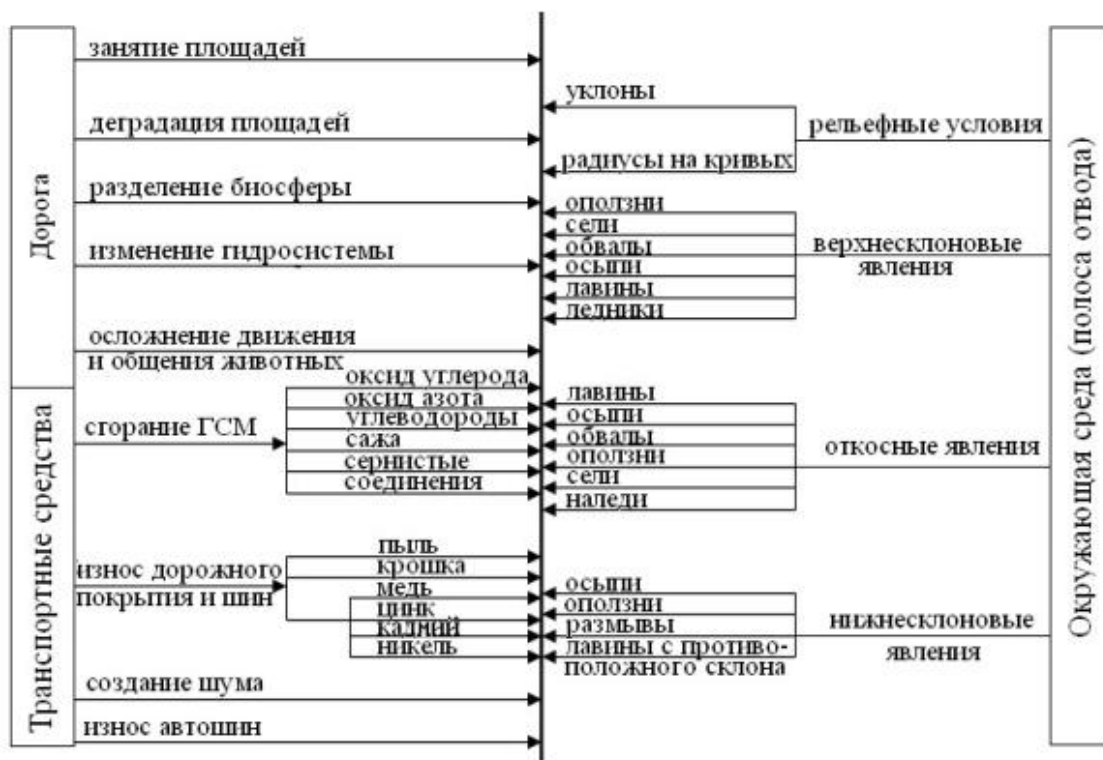 Дорога
занятие площадей
деградация площадей
разделение биосферы
изменение гидросистемы
осложнение движения
и общения животных
Транспортные средства
сгорание ГСМ
оксид углерода
оксид азота
углеводороды
сажа
сернистые
соединения
износ дорожного
покрытия и шин
пыль
крошка
медь
цинк
кадмий
никель
создание шума
износ автошин
уклоны
радиусы на кривых
рельефные условия
оползни
сели
обвалы
осыпи
лавины
ледники
верхнесклоновые
явления
лавины
осыпи
обвалы
оползни
сели
наледи
откосные явления
осыпи
оползни
размывы
лавины с противо-
положного склона
нижнесклоновые
явления
Окружающая среда (полоса отвода)